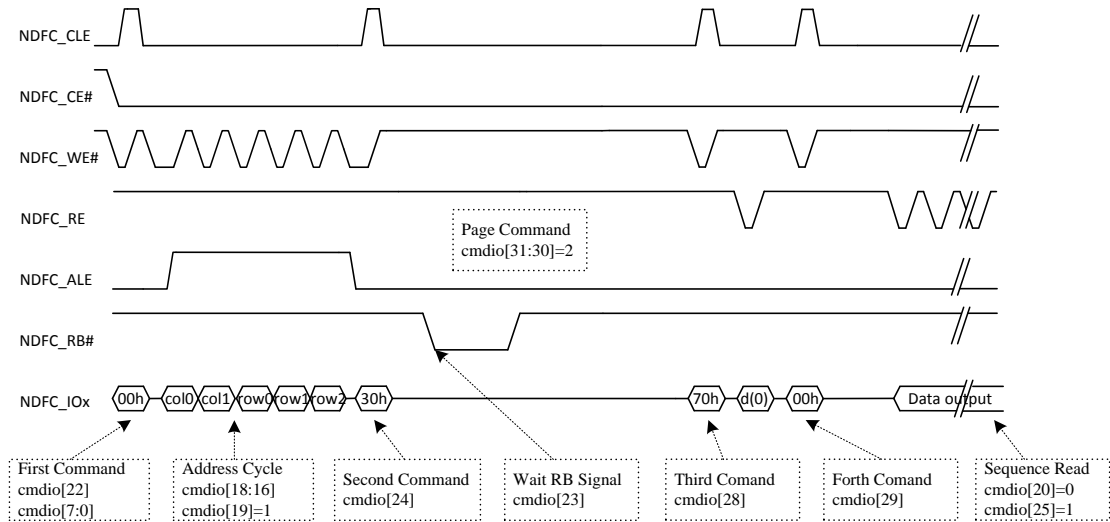 NDFC_CLE
NDFC_CE#
NDFC_WE#
NDFC_RE
Page Command
cmdio[31:30]=2
NDFC_ALE
NDFC_RB#
NDFC_IOx
00h col0 col1 row0 row1 row2 30h 70h d(0) 00h Data output
First Command
cmdio[22]
cmdio[7:0]
Address Cycle
cmdio[18:16]
cmdio[19]=1
Second Command
cmdio[24]
Wait RB Signal
cmdio[23]
Third Comand
cmdio[28]
Forth Comand
cmdio[29]
Sequence Read
cmdio[20]=0
cmdio[25]=1